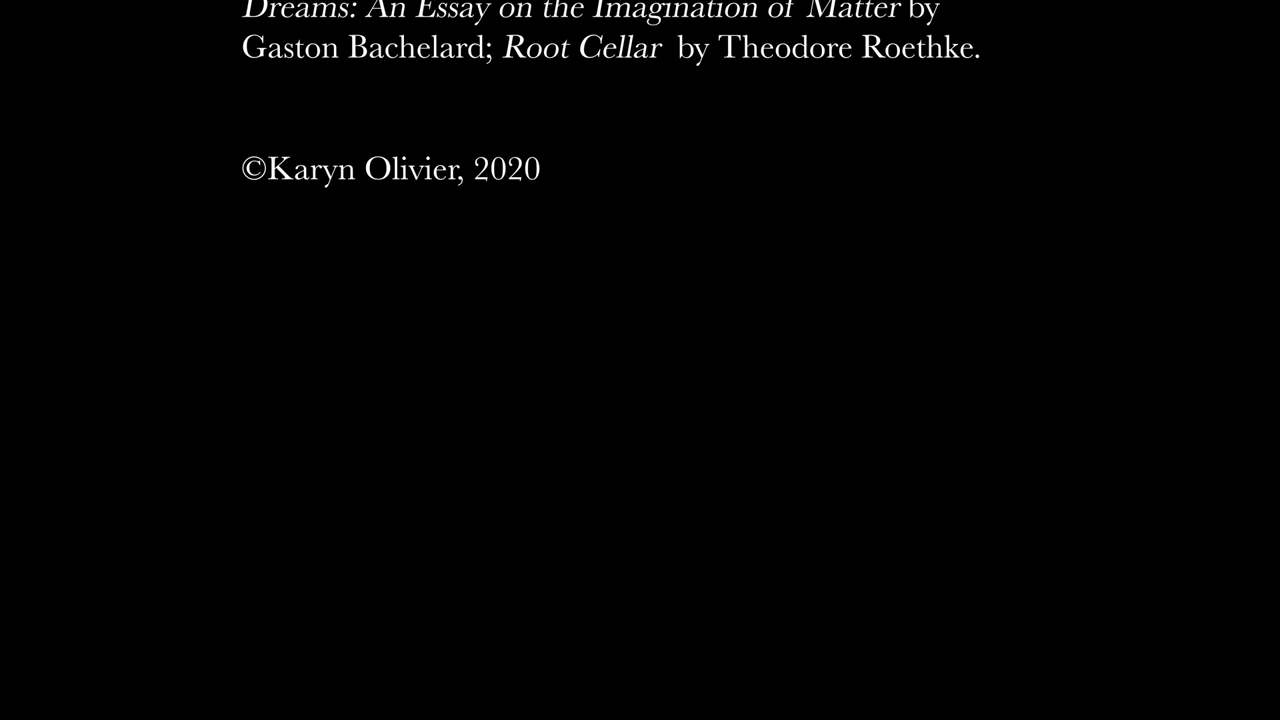 Dreams: An Essay on the Imagination of Matter by
Gaston Bachelard; Root Cellar by Theodore Roethke.
©Karyn Olivier, 2020